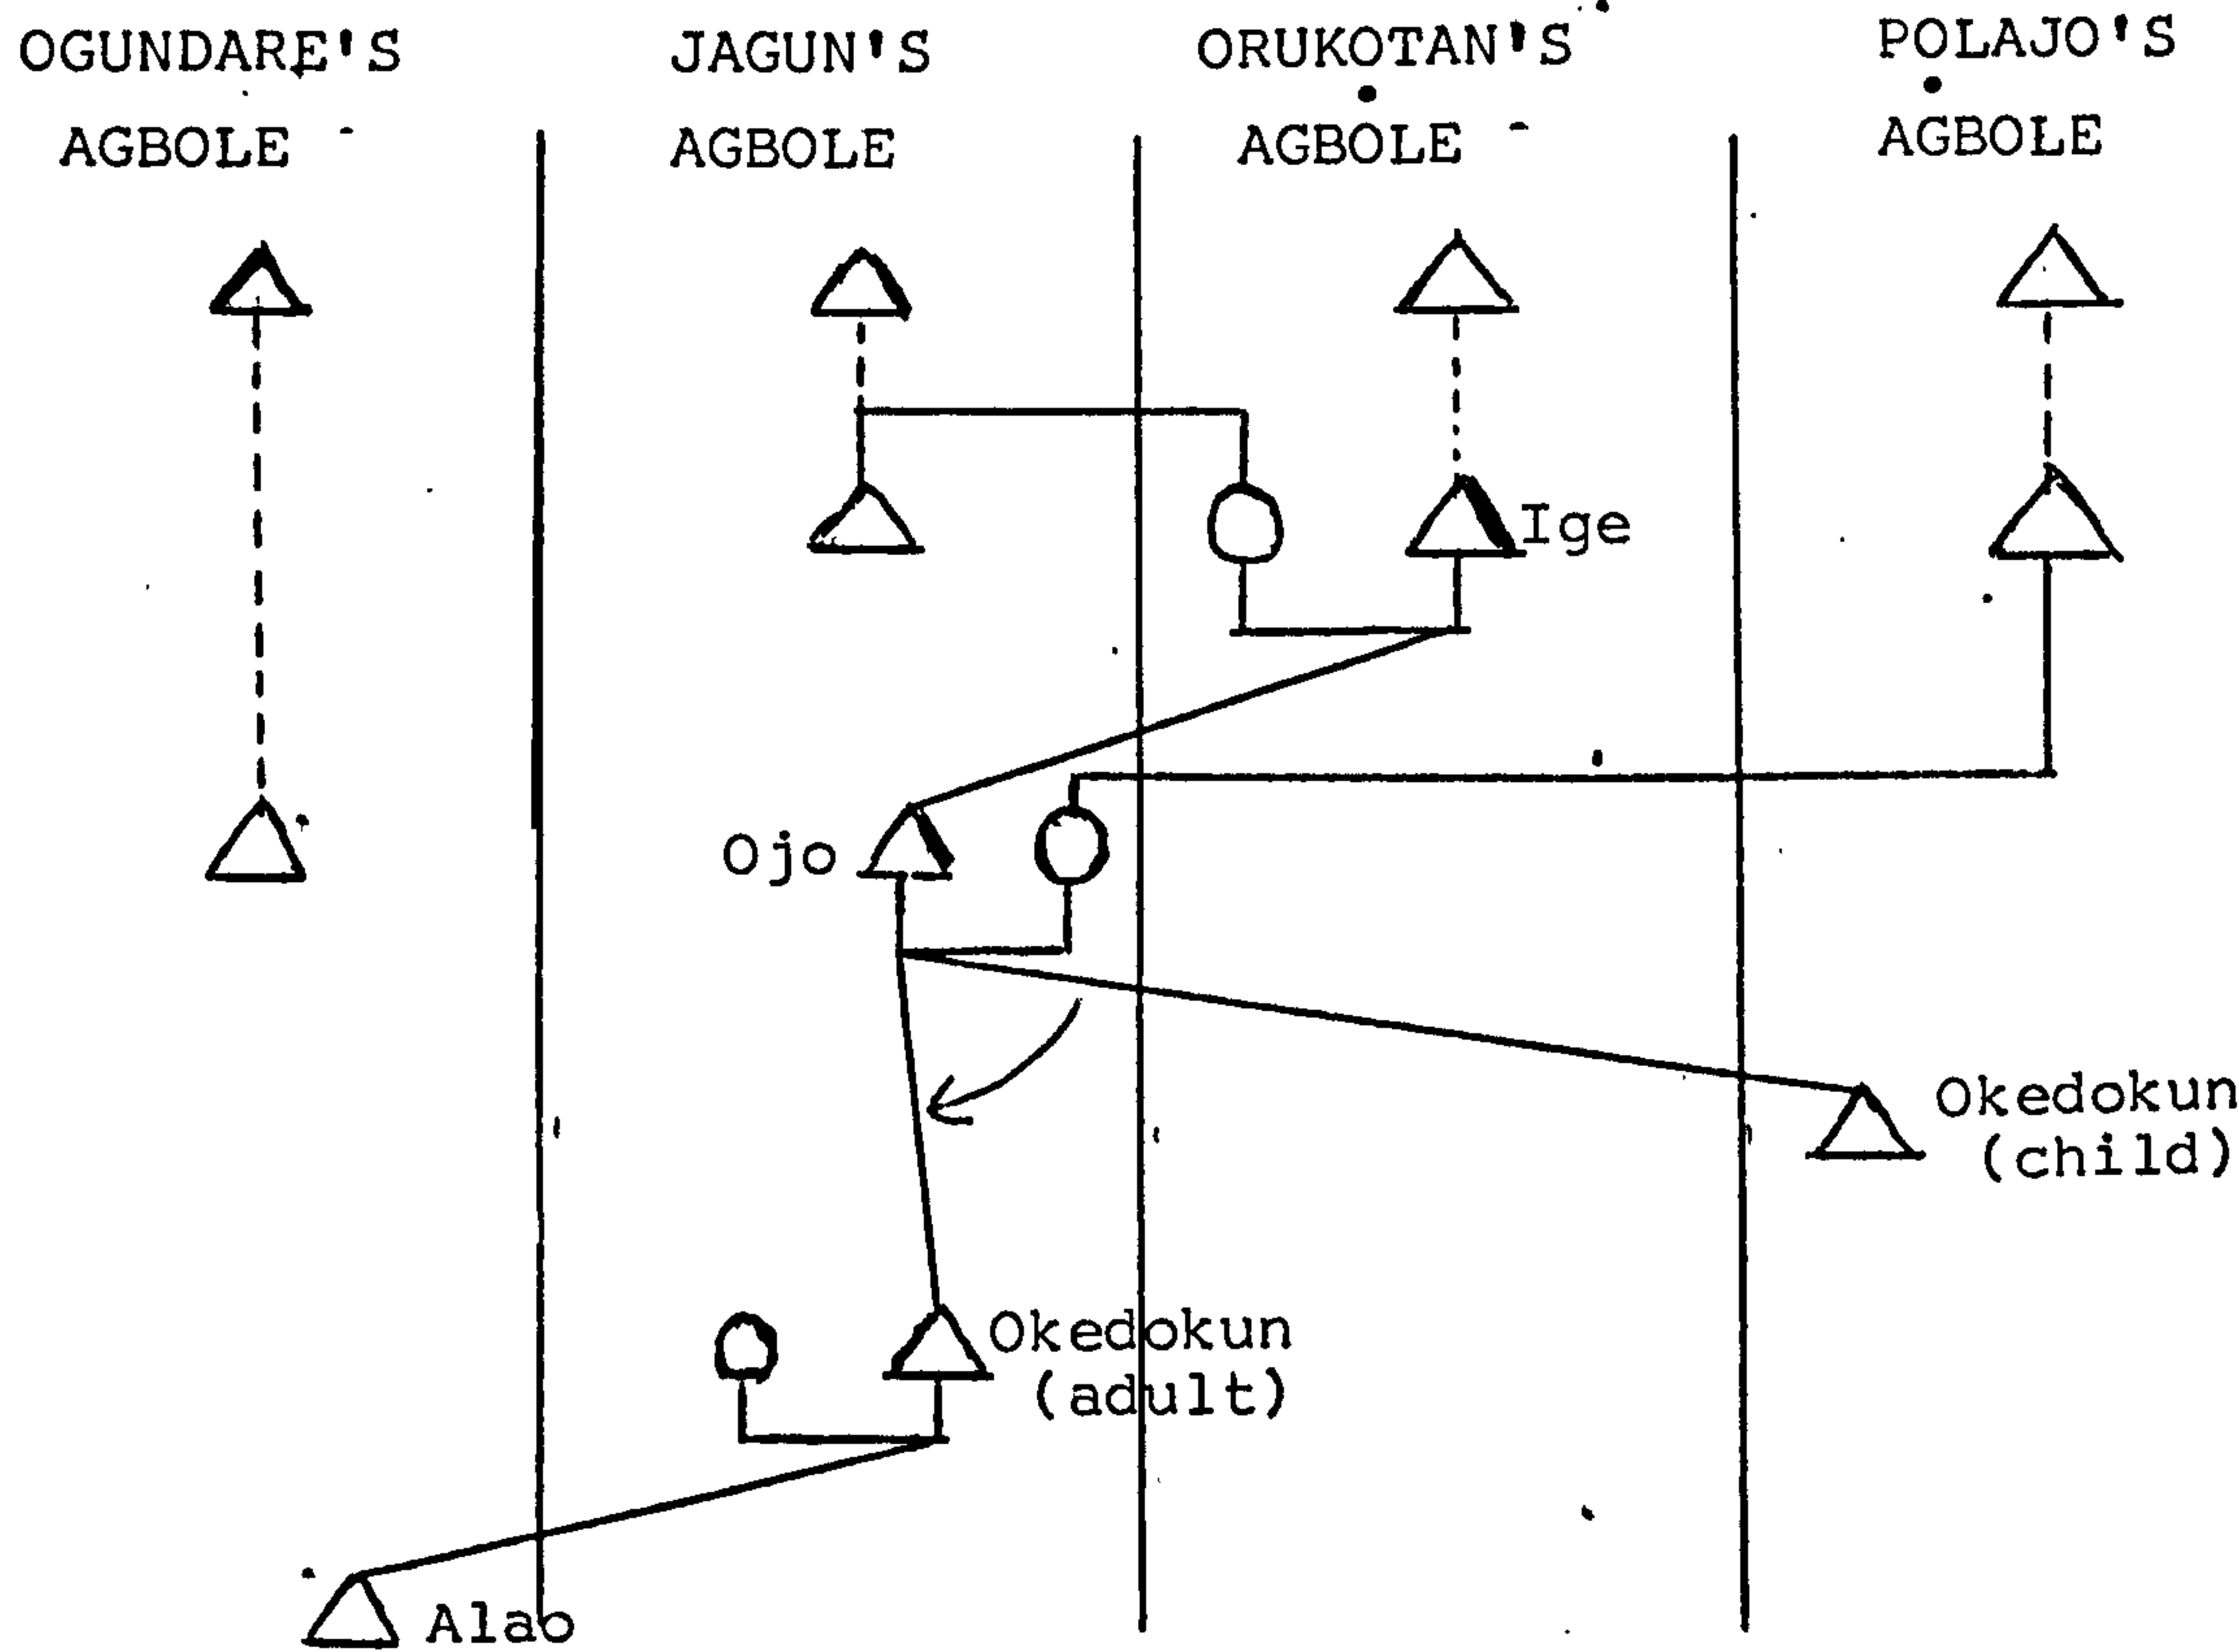 OGUNDARE'S
AGBOLE
JAGUN'S
AGBOLE
ORUKOTAN'S
AGBOLE
POLAJO'S
AGBOLE
Ige
Ojo
Okedokun
(child)
Okedokun
(adult)
Alao